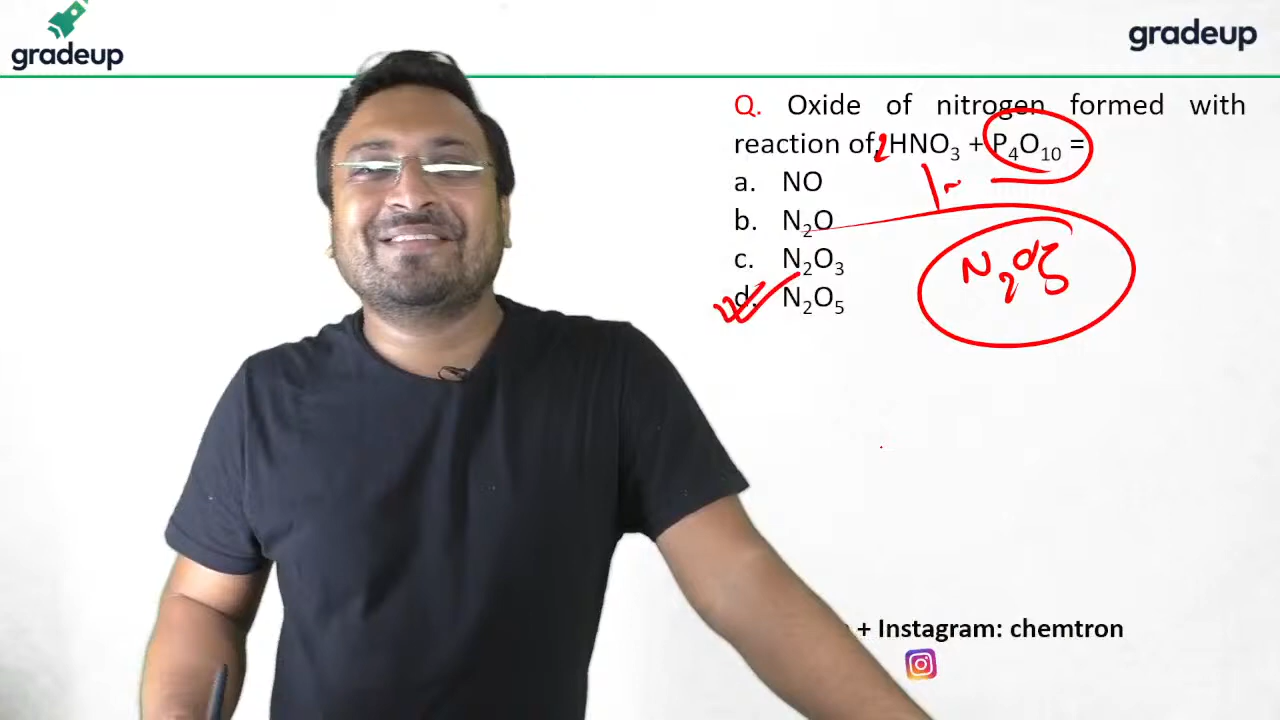 gradeup
gradeup
Q. Oxide of nitrogen formed with
reaction of, 2HNO₃ + P₄O₁₀ =
a. NO
b. N₂O
c. N₂O₃
d. N₂O₅
N₂O5
+ Instagram: chemtron